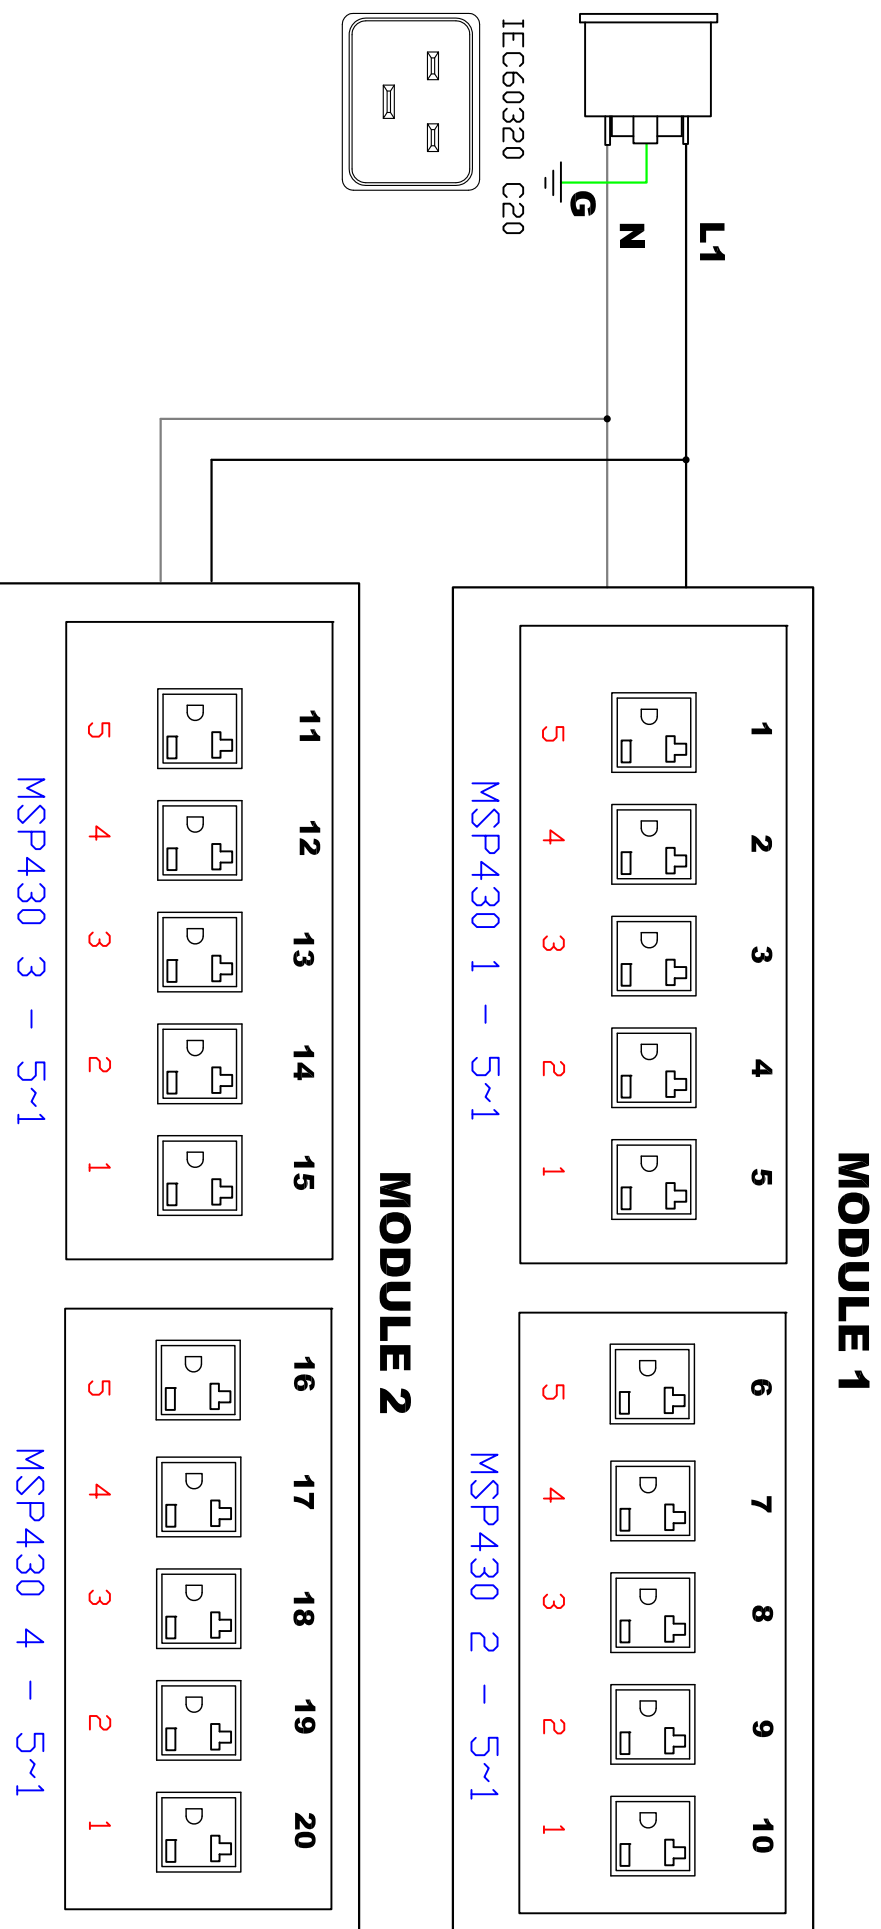 IEC60320 C20
G
N
L1
MODULE 1
1 2 3 4 5
5 4 3 2 1
MSP430 1 - 5~1
6 7 8 9 10
5 4 3 2 1
MSP430 2 - 5~1
MODULE 2
11 12 13 14 15
5 4 3 2 1
MSP430 3 - 5~1
16 17 18 19 20
5 4 3 2 1
MSP430 4 - 5~1